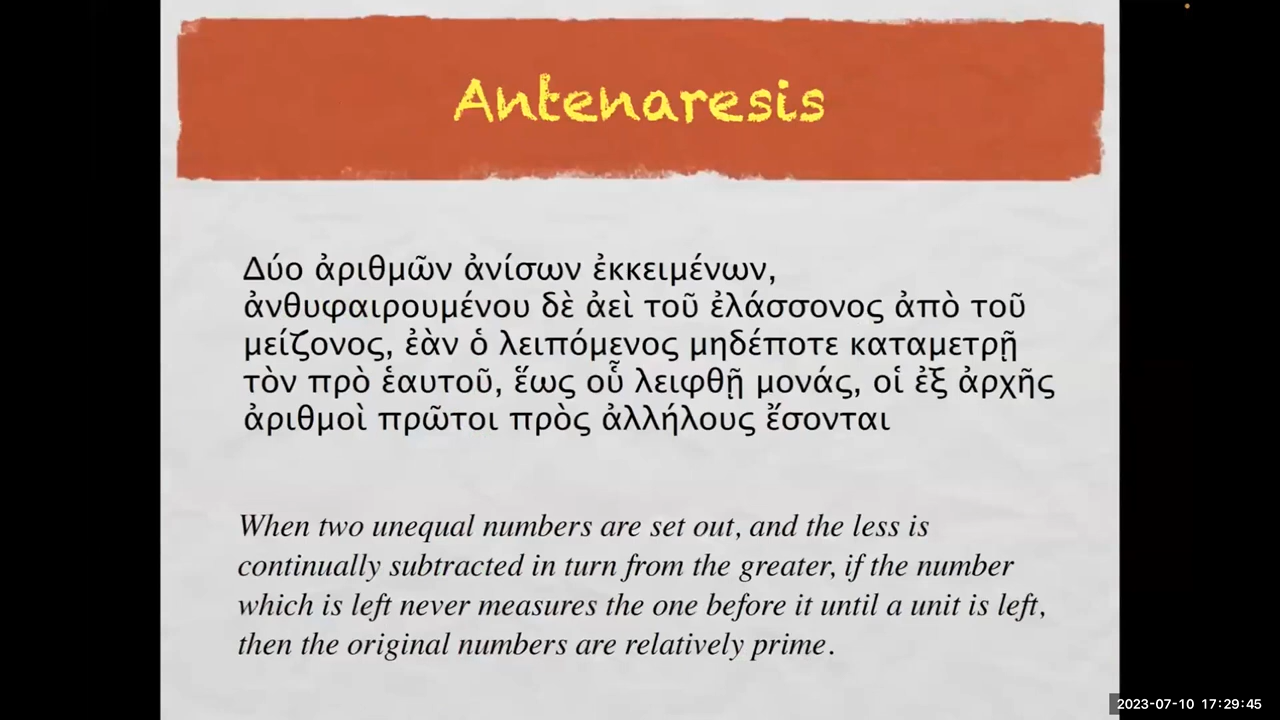 Antenaresis
Δύο ἀριθμῶν ἀνίσων ἐκκειμένων,
ἀνθυφαιρουμένου δὲ ἀεὶ τοῦ ἐλάσσονος ἀπὸ τοῦ
μείζονος, ἐὰν ὁ λειπόμενος μηδέποτε καταμετρῇ
τὸν πρὸ ἑαυτοῦ, ἕως οὗ λειφθῇ μονάς, οἱ ἐξ ἀρχῆς
ἀριθμοὶ πρῶτοι πρὸς ἀλλήλους ἔσονται
When two unequal numbers are set out, and the less is
continually subtracted in turn from the greater, if the number
which is left never measures the one before it until a unit is left,
then the original numbers are relatively prime.
2023-07-10 17:29:45